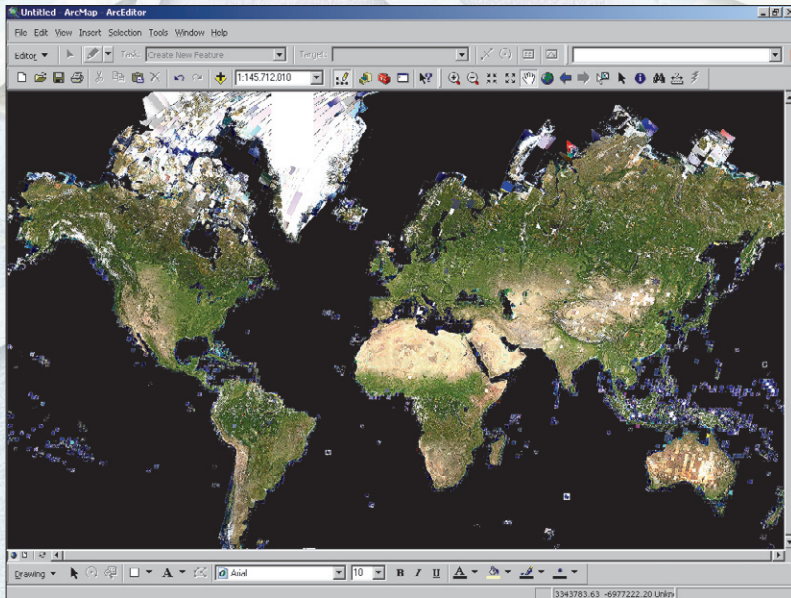 Untitled - ArcMap - ArcEditor
File Edit View Insert Selection Tools Window Help
Editor Task: Create New Feature Target:
1:145,712,010
Drawing A Arial 10 B I U A
3343783.63 -6977222.20 Unkn